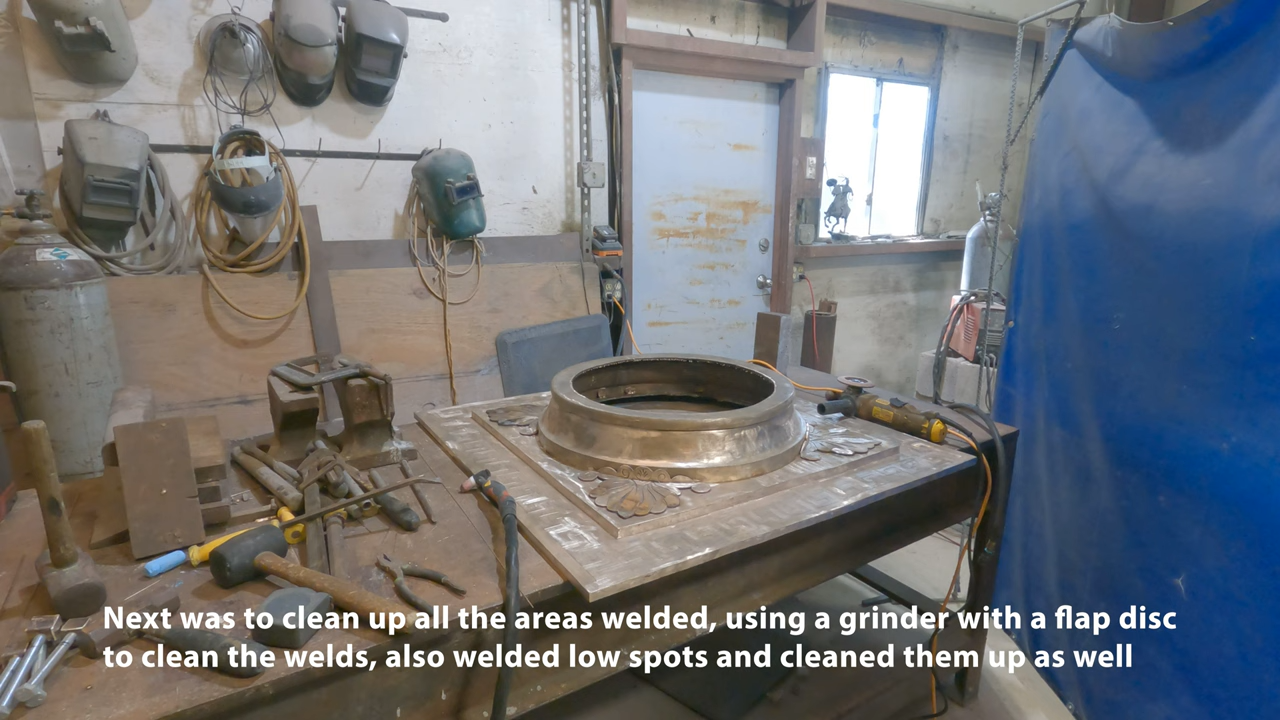 Next was to clean up all the areas welded, using a grinder with a flap disc
to clean the welds, also welded low spots and cleaned them up as well